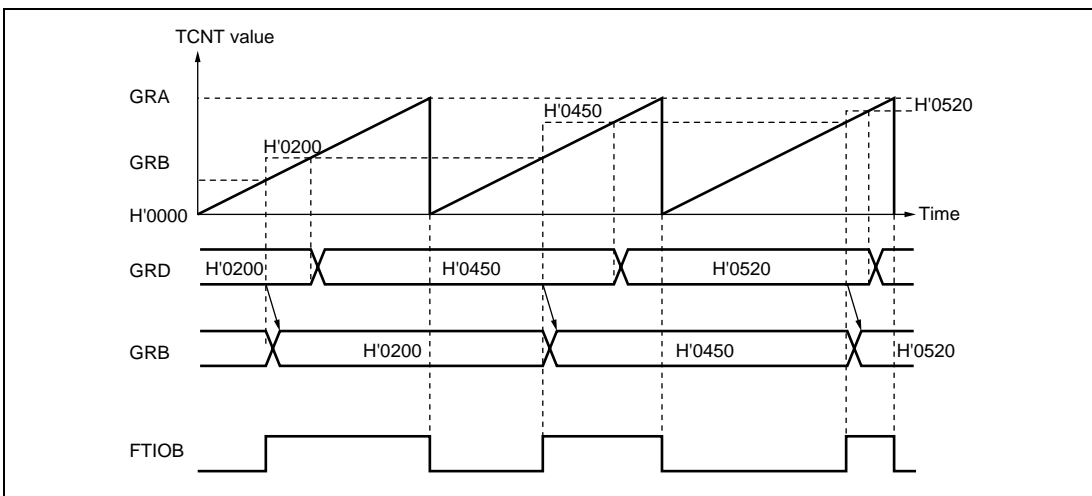 TCNT value
GRA
H'0520
H'0450
H'0200
GRB
H'0000
Time
GRD
H'0200
H'0450
H'0520
GRB
H'0200
H'0450
H'0520
FTIOB